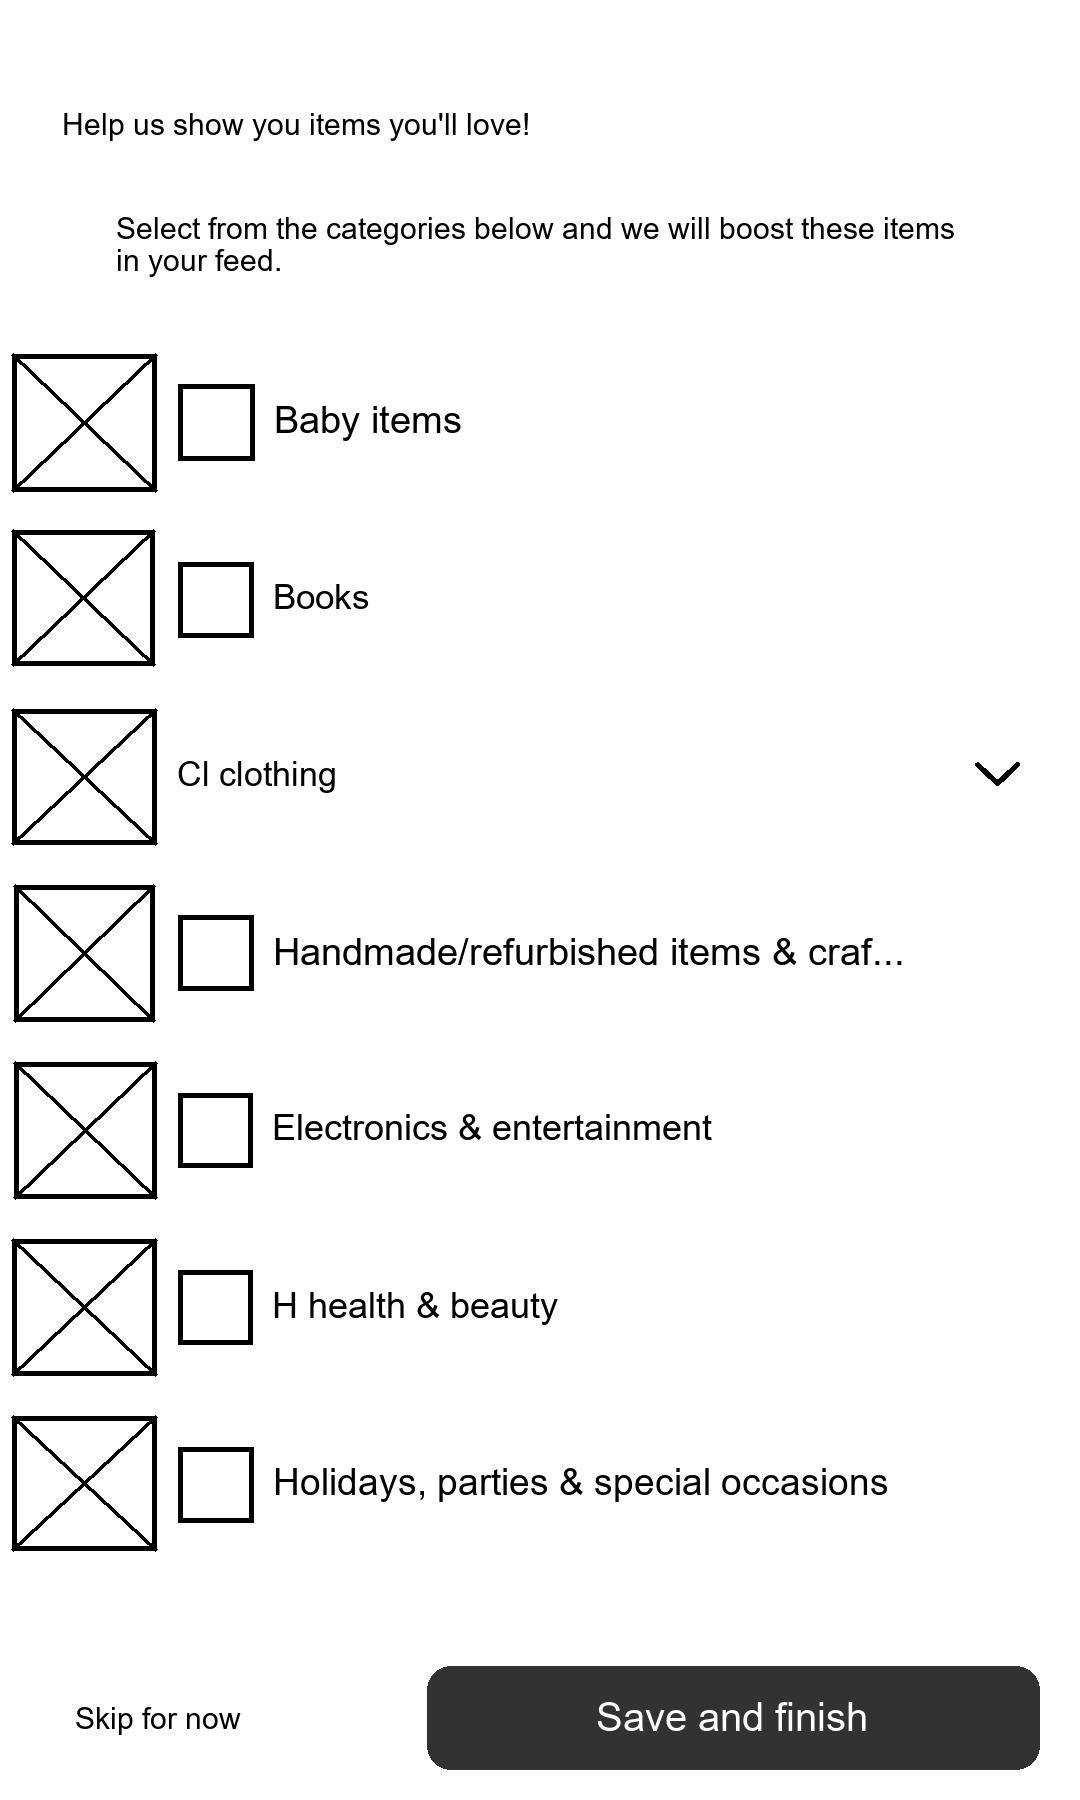 Help us show you items you'll love!
Select from the categories below and we will boost these items
in your feed.
Baby items
Books
Cl clothing
Handmade/refurbished items & craf...
Electronics & entertainment
H health & beauty
Holidays, parties & special occasions
Skip for now
Save and finish